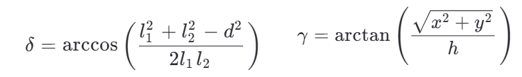 δ = arccos ( (l₁² + l₂² − d²) / (2l₁l₂) )    γ = arctan ( √(x² + y²) / h )